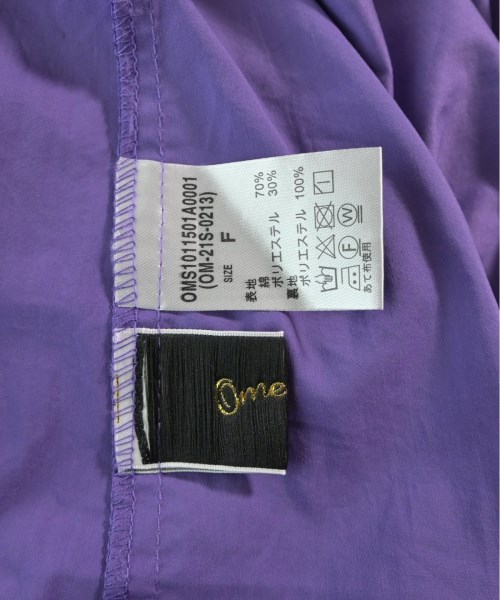 OMS1011501A0001
(OM-21S-0213)
SIZE
F
表地
綿 70%
ポリエステル 30%
裏地
ポリエステル 100%
W
F
あて布使用
Ome